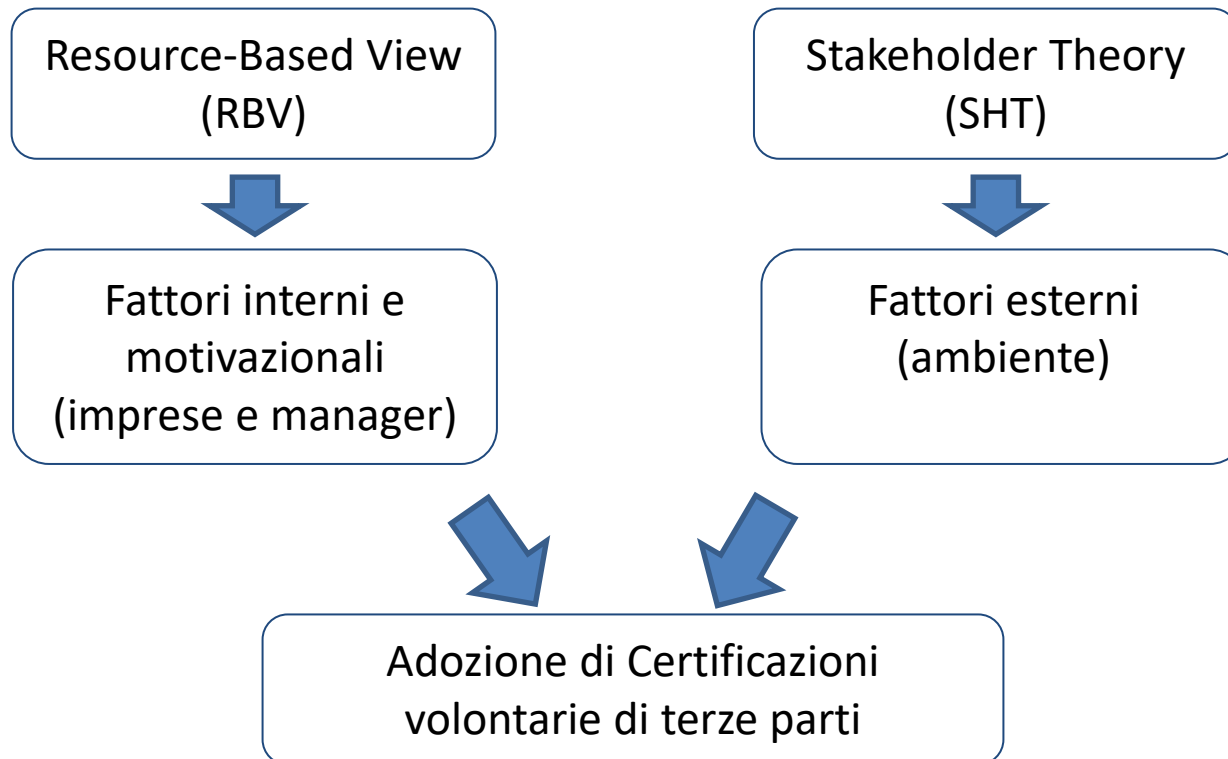 Resource-Based View
(RBV)
Stakeholder Theory
(SHT)
Fattori interni e
motivazionali
(imprese e manager)
Fattori esterni
(ambiente)
Adozione di Certificazioni
volontarie di terze parti